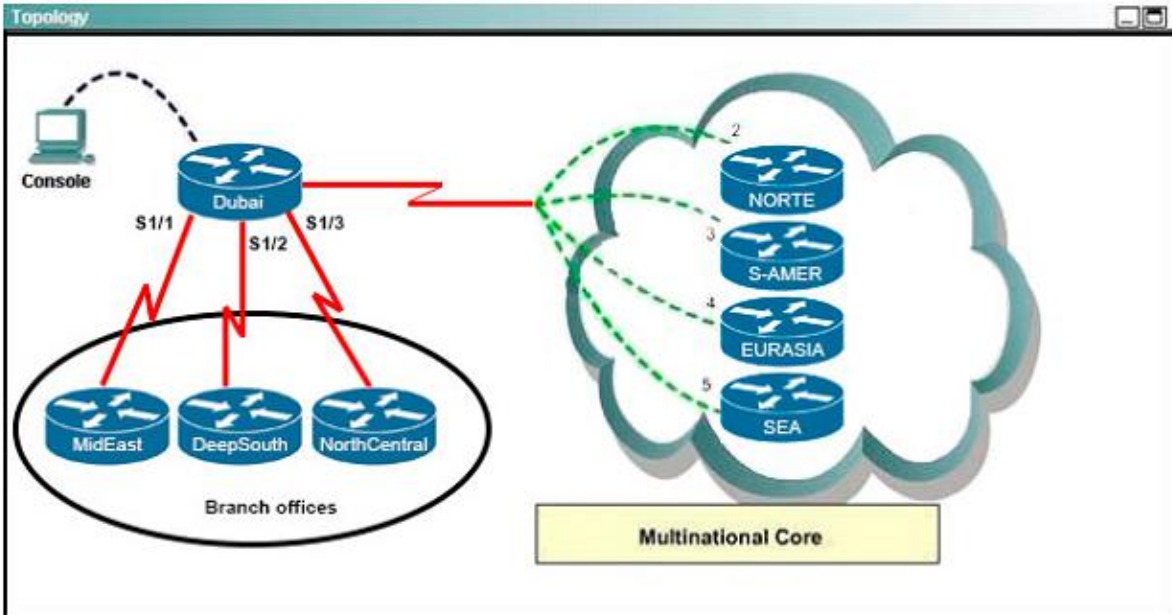 Topology
Console
Dubai
S1/1
S1/2
S1/3
2
NORTE
3
S-AMER
4
EURASIA
5
SEA
MidEast
DeepSouth
NorthCentral
Branch offices
Multinational Core